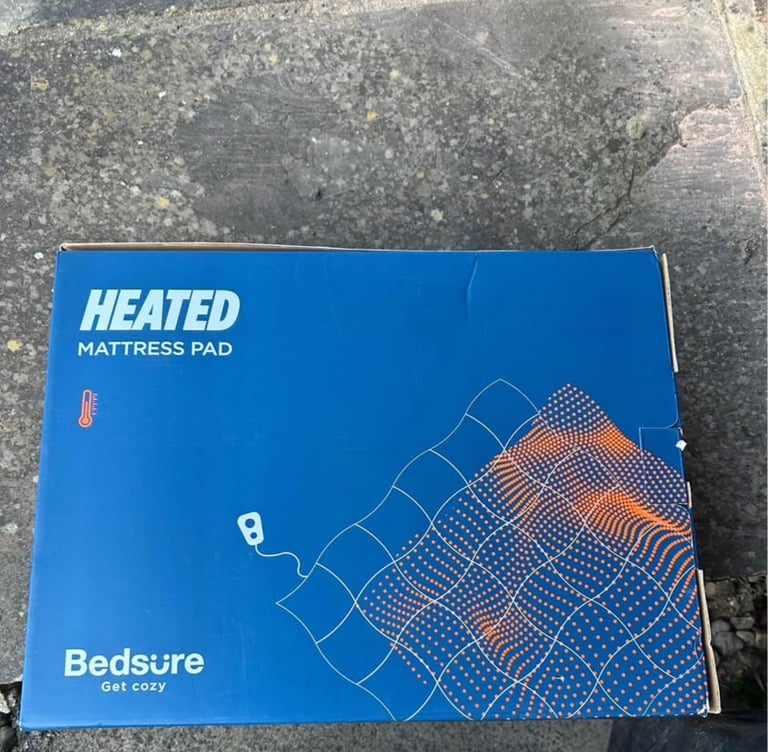 HEATED
MATTRESS PAD
Bedsure
Get cozy